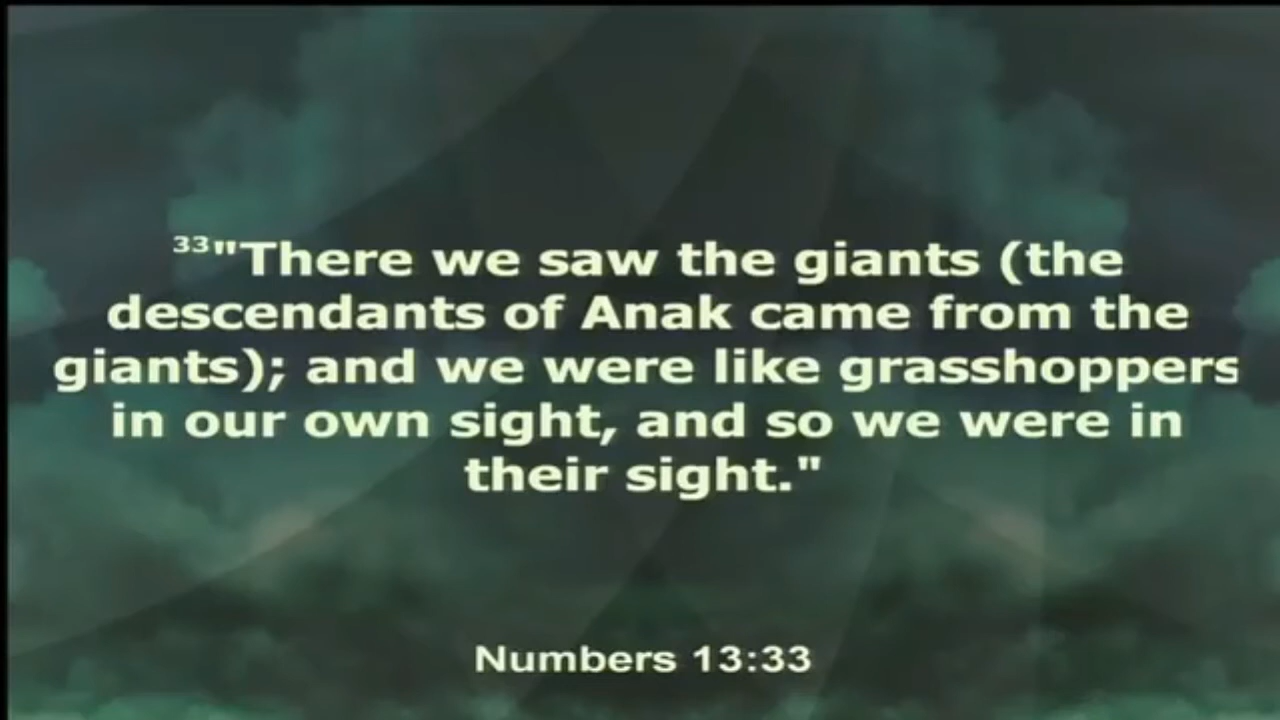 33"There we saw the giants (the
descendants of Anak came from the
giants); and we were like grasshoppers
in our own sight, and so we were in
their sight."
Numbers 13:33